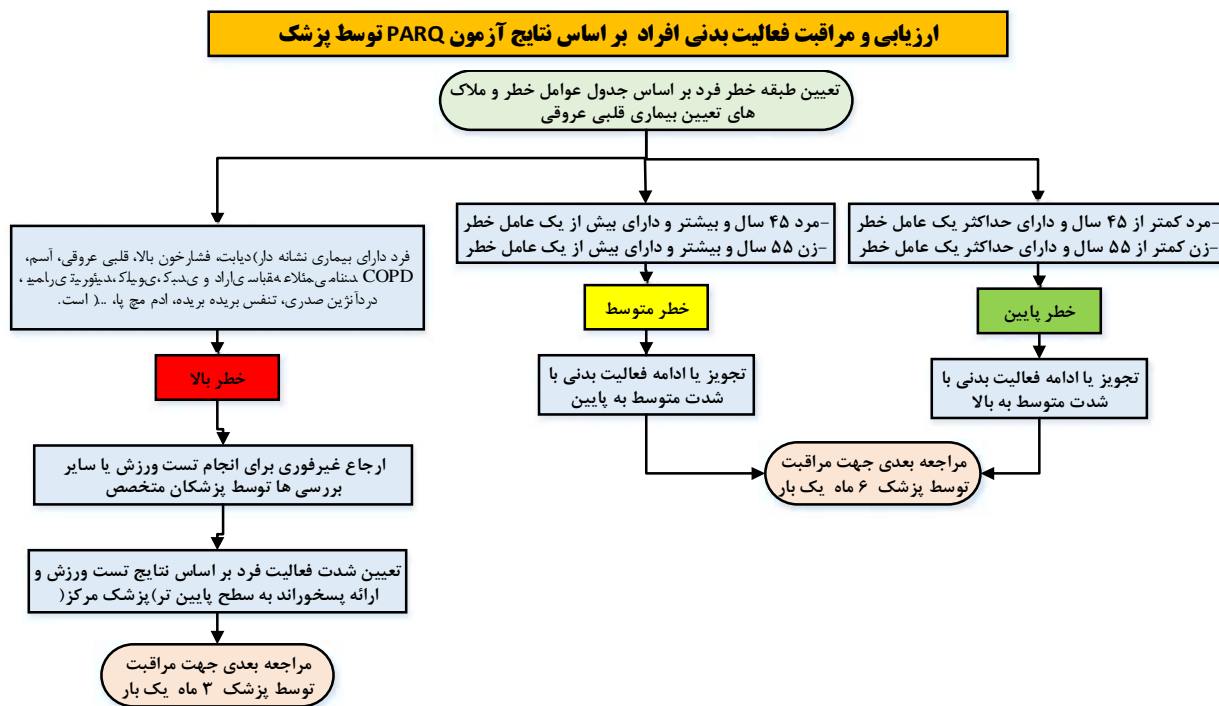 ارزیابی و مراقبت فعالیت بدنی افراد بر اساس نتایج آزمون PARQ توسط پزشک
تعیین طبقه خطر فرد بر اساس جدول عوامل خطر و ملاک
های تعیین بیماری قلبی عروقی
-مرد کمتر از ۴۵ سال و دارای حداکثر یک عامل خطر
-زن کمتر از ۵۵ سال و دارای حداکثر یک عامل خطر
خطر پایین
تجویز یا ادامه فعالیت بدنی با
شدت متوسط به بالا
-مرد ۴۵ سال و بیشتر و دارای بیش از یک عامل خطر
-زن ۵۵ سال و بیشتر و دارای بیش از یک عامل خطر
خطر متوسط
تجویز یا ادامه فعالیت بدنی با
شدت متوسط به پایین
مراجعه بعدی جهت مراقبت
توسط پزشک ۶ ماه یک بار
فرد دارای بیماری نشانه دار)دیابت، فشارخون بالا، قلبی عروقی، آسم،
COPD
دردآنژین صدری، تنفس بریده بریده، ادم مچ پا، ...( است.
خطر بالا
ارجاع غیرفوری برای انجام تست ورزش یا سایر
بررسی ها توسط پزشکان متخصص
تعیین شدت فعالیت فرد بر اساس نتایج تست ورزش و
ارائه پسخوراند به سطح پایین تر)پزشک مرکز(
مراجعه بعدی جهت مراقبت
توسط پزشک ۳ ماه یک بار